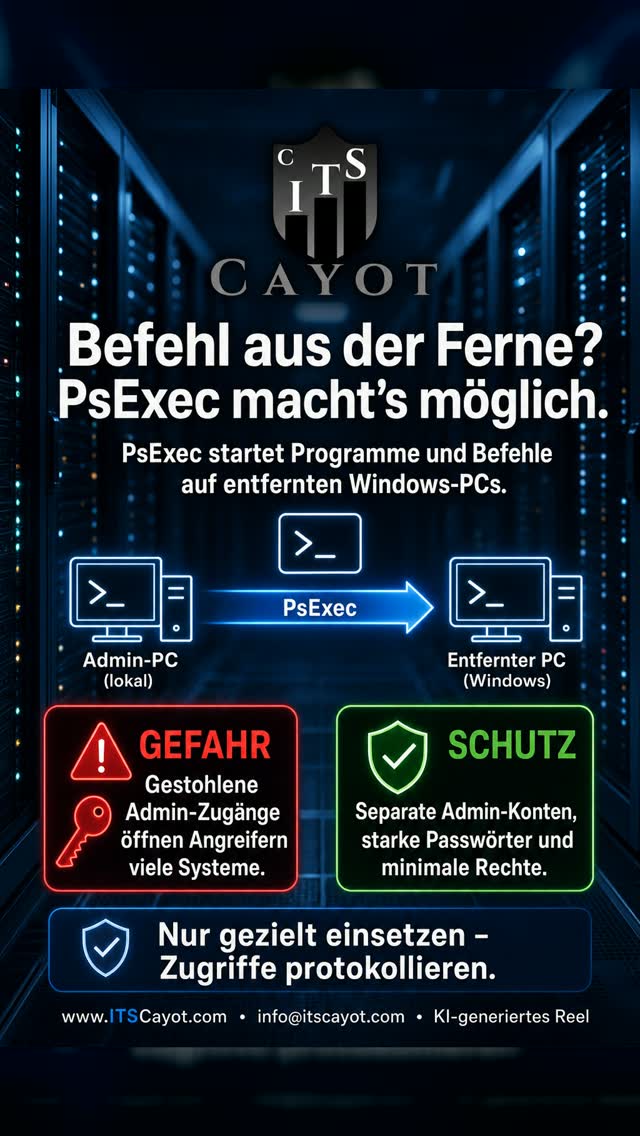 C ITS
CAYOT
Befehl aus der Ferne?
PsExec macht's möglich.
PsExec startet Programme und Befehle
auf entfernten Windows-PCs.
>_
>_
PsExec
>_
Admin-PC
(lokal)
Entfernter PC
(Windows)
GEFAHR
Gestohlene
Admin-Zugänge
öffnen Angreifern
viele Systeme.
SCHUTZ
Separate Admin-Konten,
starke Passwörter und
minimale Rechte.
Nur gezielt einsetzen –
Zugriffe protokollieren.
www.ITSCayot.com • info@itscayot.com • KI-generiertes Reel